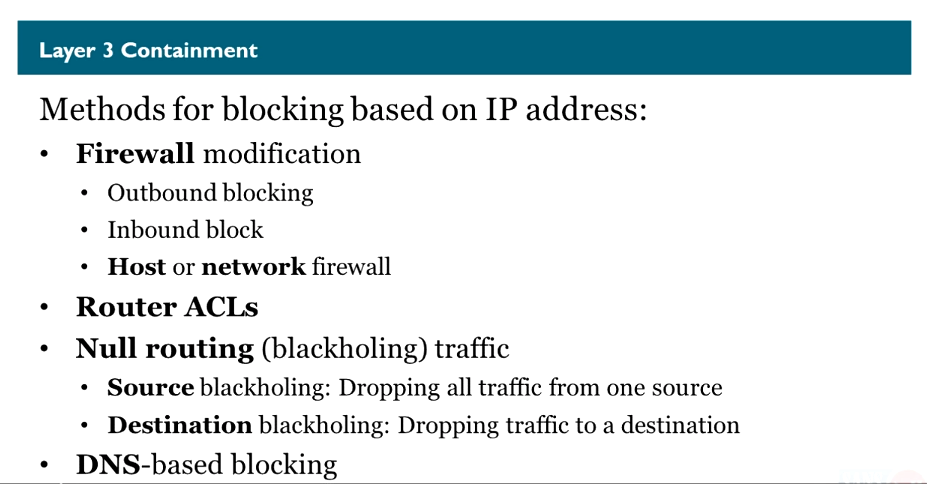 Layer 3 Containment
Methods for blocking based on IP address:
• Firewall modification
• Outbound blocking
• Inbound block
• Host or network firewall
• Router ACLs
• Null routing (blackholing) traffic
• Source blackholing: Dropping all traffic from one source
• Destination blackholing: Dropping traffic to a destination
• DNS-based blocking